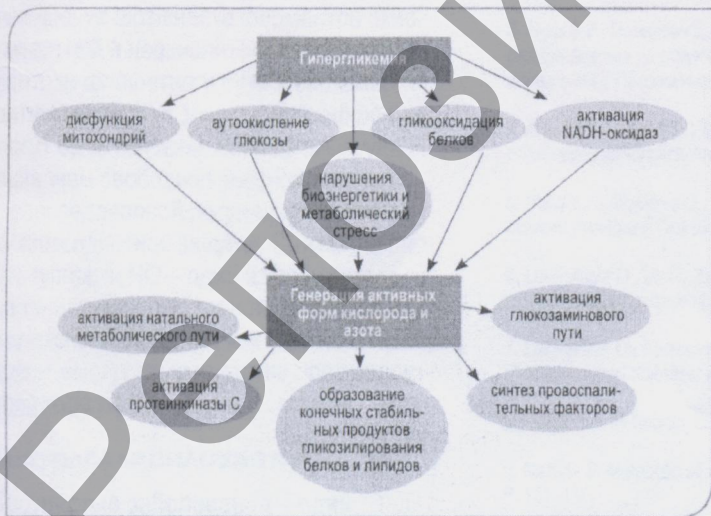 Гипергликемия
дисфункция
митохондрий
аутоокисление
глюкозы
гликооксидация
белков
активация
NADH-оксидаз
нарушения
биоэнергетики и
метаболический
стресс
Генерация активных
форм кислорода и
азота
активация натального
метаболического пути
активация
глюкозаминового
пути
активация
протеинкиназы С
образование
конечных стабиль-
ных продуктов
гликозилирования
белков и липидов
синтез провоспали-
тельных факторов
Репози